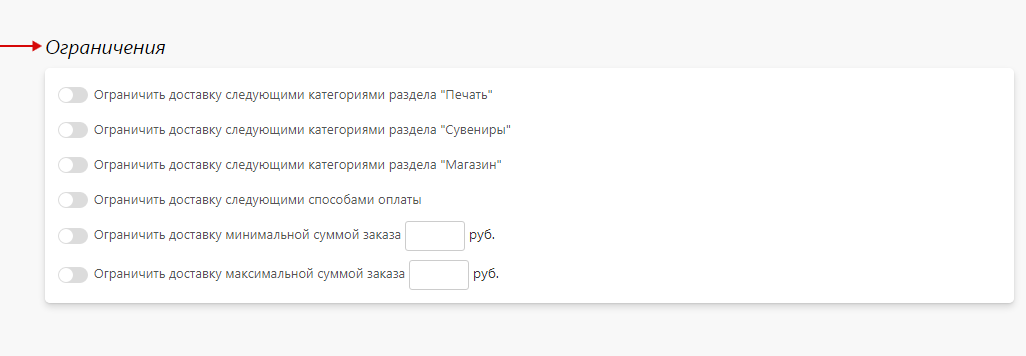 Ограничения
Ограничить доставку следующими категориями раздела "Печать"
Ограничить доставку следующими категориями раздела "Сувениры"
Ограничить доставку следующими категориями раздела "Магазин"
Ограничить доставку следующими способами оплаты
Ограничить доставку минимальной суммой заказа руб.
Ограничить доставку максимальной суммой заказа руб.